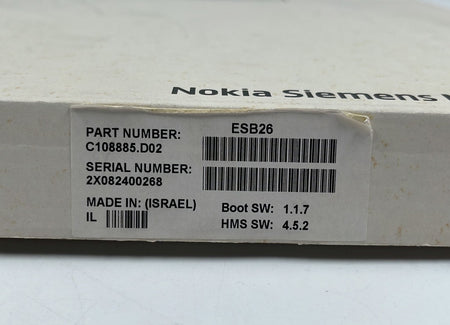 Nokia Siemens
PART NUMBER: ESB26
C108885.D02
SERIAL NUMBER:
2X082400268
MADE IN: (ISRAEL) Boot SW: 1.1.7
IL HMS SW: 4.5.2